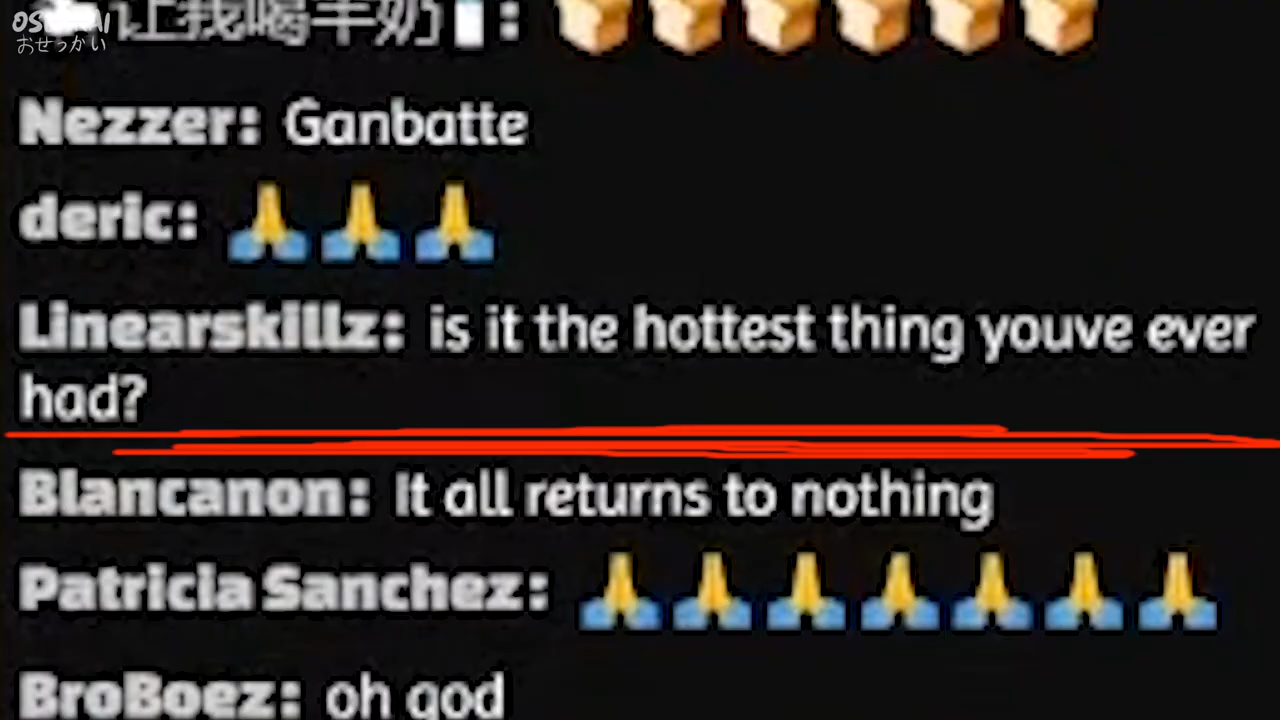 おせっかい
让我喝羊奶🥛: 🍞🍞🍞🍞🍞🍞
Nezzer: Ganbatte
deric: 🙏🙏🙏
Linearskillz: is it the hottest thing youve ever
had?
Blancanon: It all returns to nothing
Patricia Sanchez: 🙏🙏🙏🙏🙏🙏🙏
BroBoez: oh god